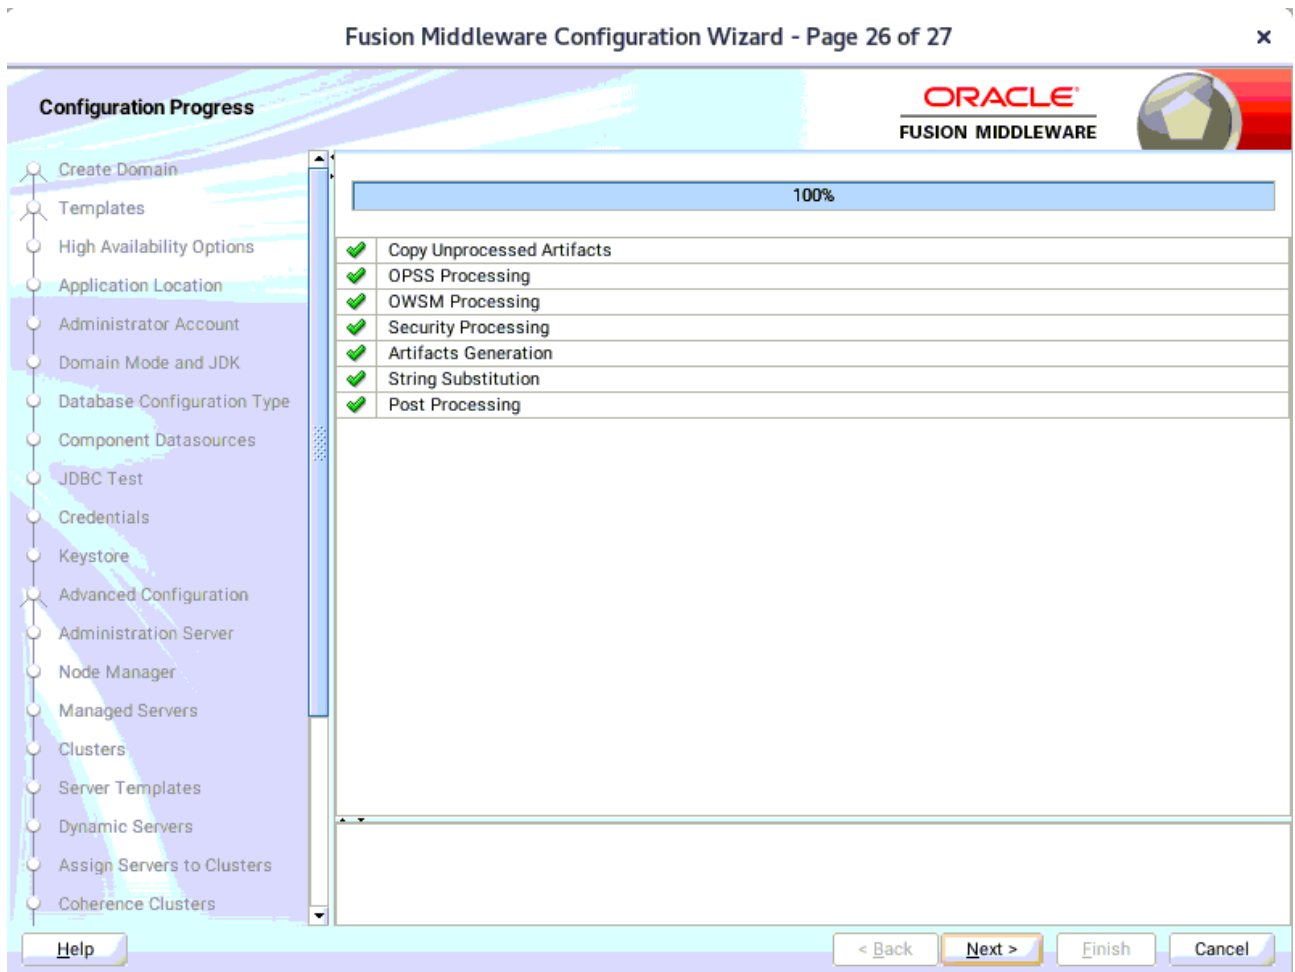 Fusion Middleware Configuration Wizard - Page 26 of 27
×
Configuration Progress
ORACLE
FUSION MIDDLEWARE
Create Domain
Templates
High Availability Options
Application Location
Administrator Account
Domain Mode and JDK
Database Configuration Type
Component Datasources
JDBC Test
Credentials
Keystore
Advanced Configuration
Administration Server
Node Manager
Managed Servers
Clusters
Server Templates
Dynamic Servers
Assign Servers to Clusters
Coherence Clusters
100%
Copy Unprocessed Artifacts
OPSS Processing
OWSM Processing
Security Processing
Artifacts Generation
String Substitution
Post Processing
Help
< Back
Next >
Finish
Cancel